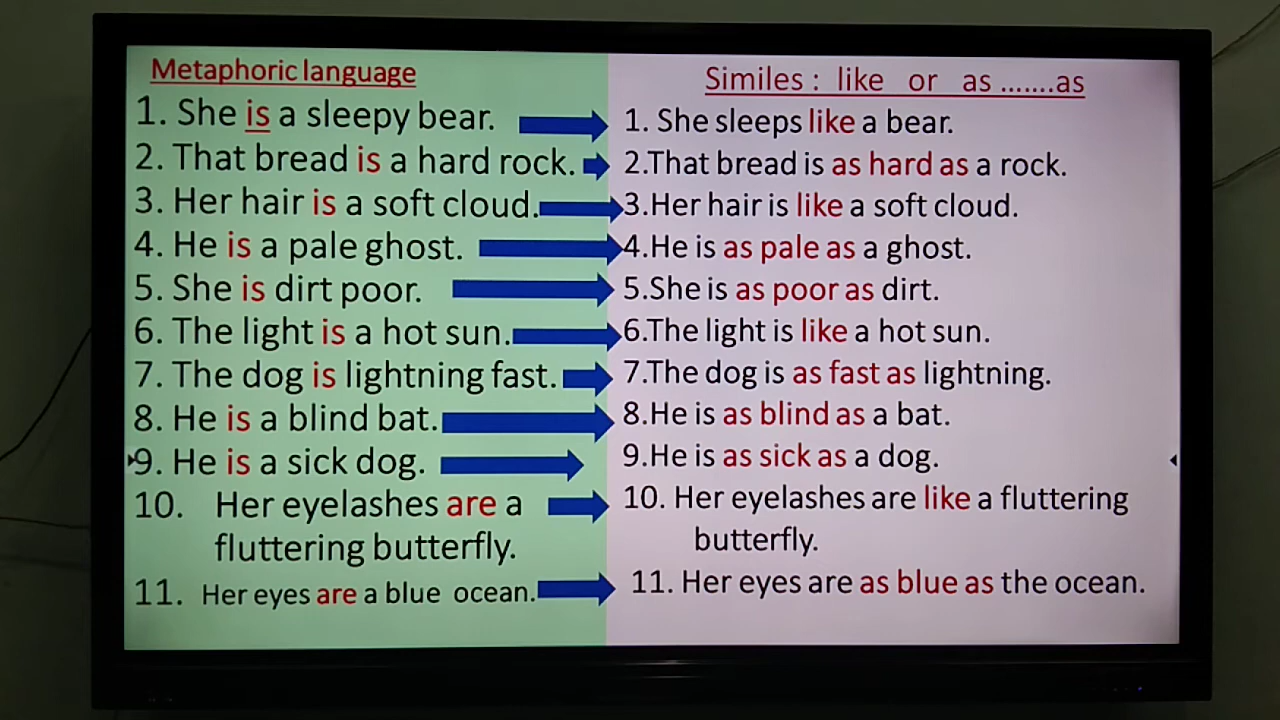 Metaphoric language
1. She is a sleepy bear.
2. That bread is a hard rock.
3. Her hair is a soft cloud.
4. He is a pale ghost.
5. She is dirt poor.
6. The light is a hot sun.
7. The dog is lightning fast.
8. He is a blind bat.
9. He is a sick dog.
10. Her eyelashes are a
fluttering butterfly.
11. Her eyes are a blue ocean.
Similes : like or as .......as
1. She sleeps like a bear.
2.That bread is as hard as a rock.
3.Her hair is like a soft cloud.
4.He is as pale as a ghost.
5.She is as poor as dirt.
6.The light is like a hot sun.
7.The dog is as fast as lightning.
8.He is as blind as a bat.
9.He is as sick as a dog.
10. Her eyelashes are like a fluttering
butterfly.
11. Her eyes are as blue as the ocean.